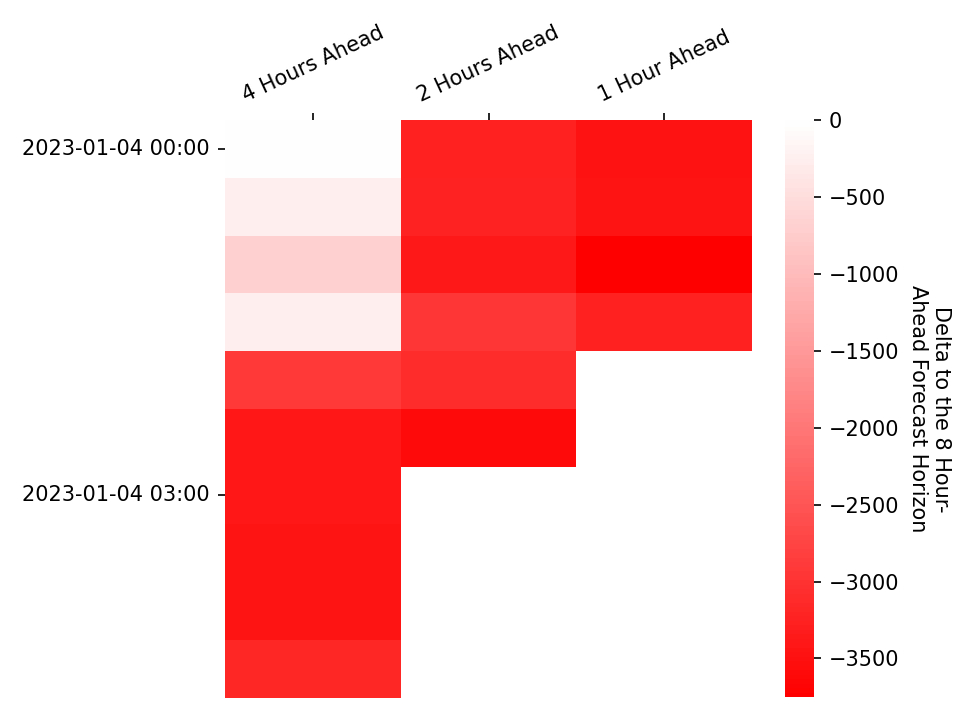 4 Hours Ahead
2 Hours Ahead
1 Hour Ahead
2023-01-04 00:00
2023-01-04 03:00
0
−500
−1000
−1500
−2000
−2500
−3000
−3500
Delta to the 8 Hour-
Ahead Forecast Horizon